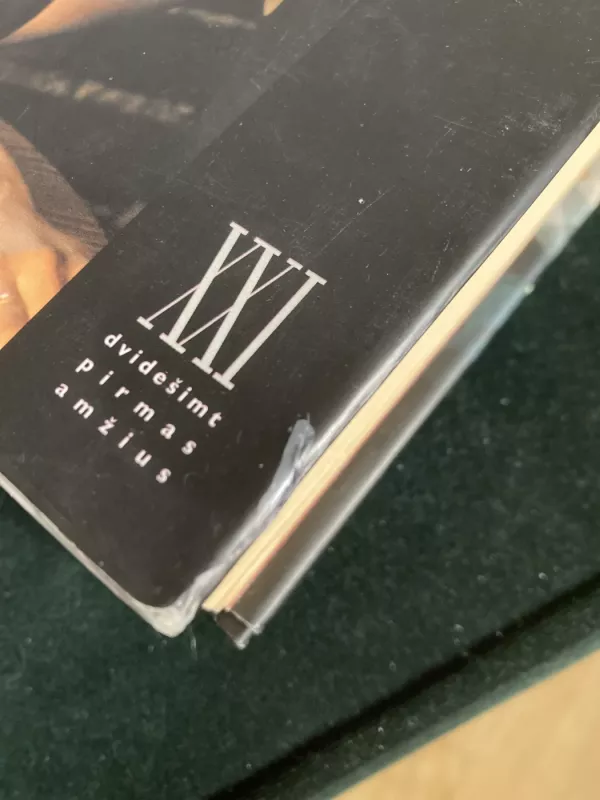 XXI
dvidešimt
pirmas
amžius